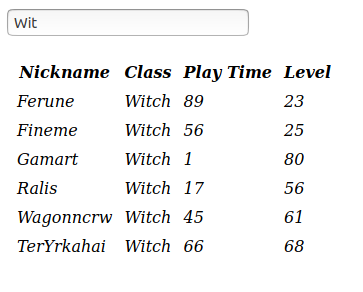 Wit
Nickname Class Play Time Level
Ferune Witch 89 23
Fineme Witch 56 25
Gamart Witch 1 80
Ralis Witch 17 56
Wagonncrw Witch 45 61
TerYrkahai Witch 66 68